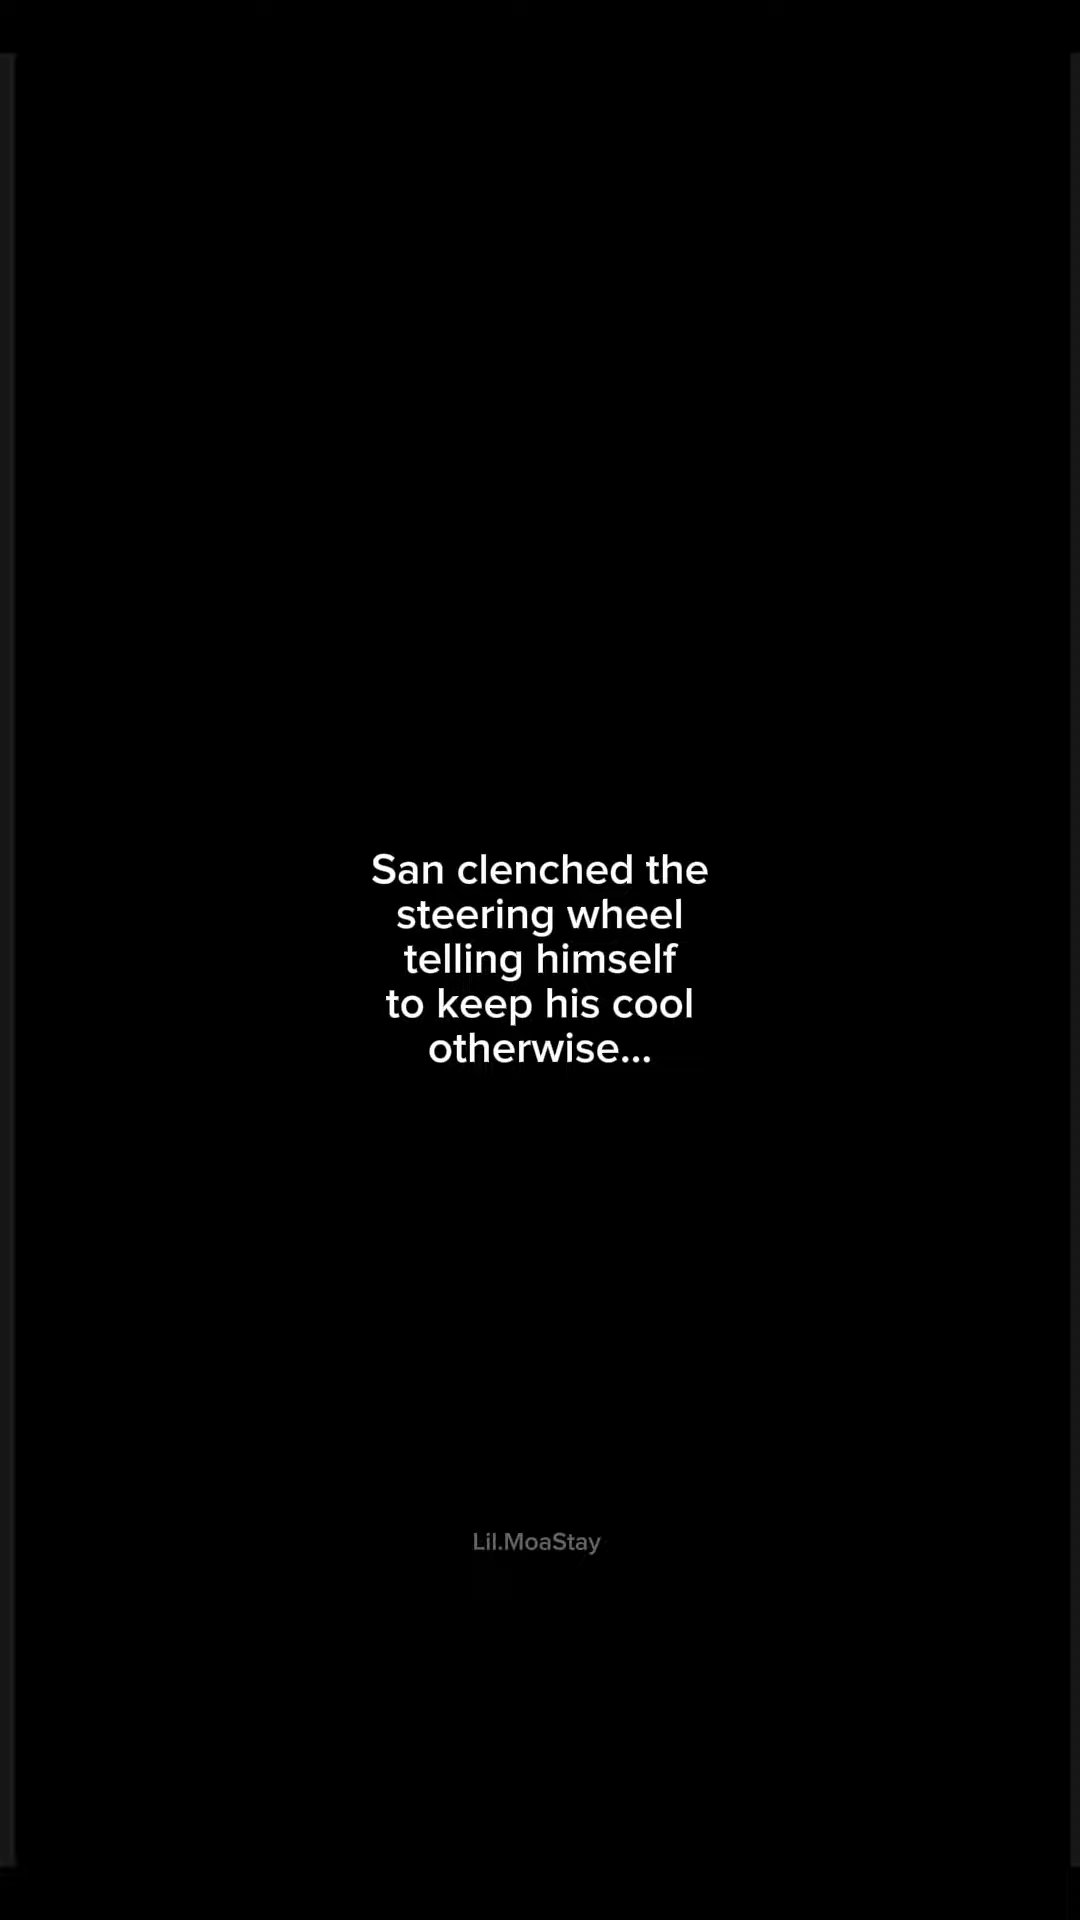 San clenched the
steering wheel
telling himself
to keep his cool
otherwise...
Lil.MoaStay